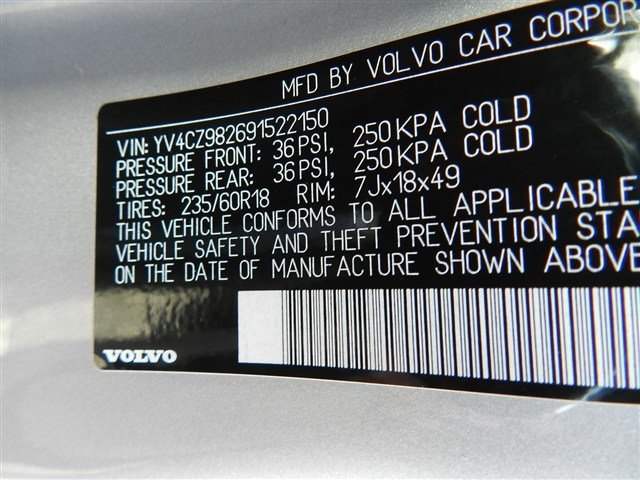 MFD BY VOLVO CAR CORPOR
VIN: YV4CZ982691522150
PRESSURE FRONT: 36PSI, 250KPA COLD
PRESSURE REAR: 36PSI, 250KPA COLD
TIRES: 235/60R18 RIM: 7Jx18x49
THIS VEHICLE CONFORMS TO ALL APPLICABLE
VEHICLE SAFETY AND THEFT PREVENTION STA
ON THE DATE OF MANUFACTURE SHOWN ABOVE
VOLVO